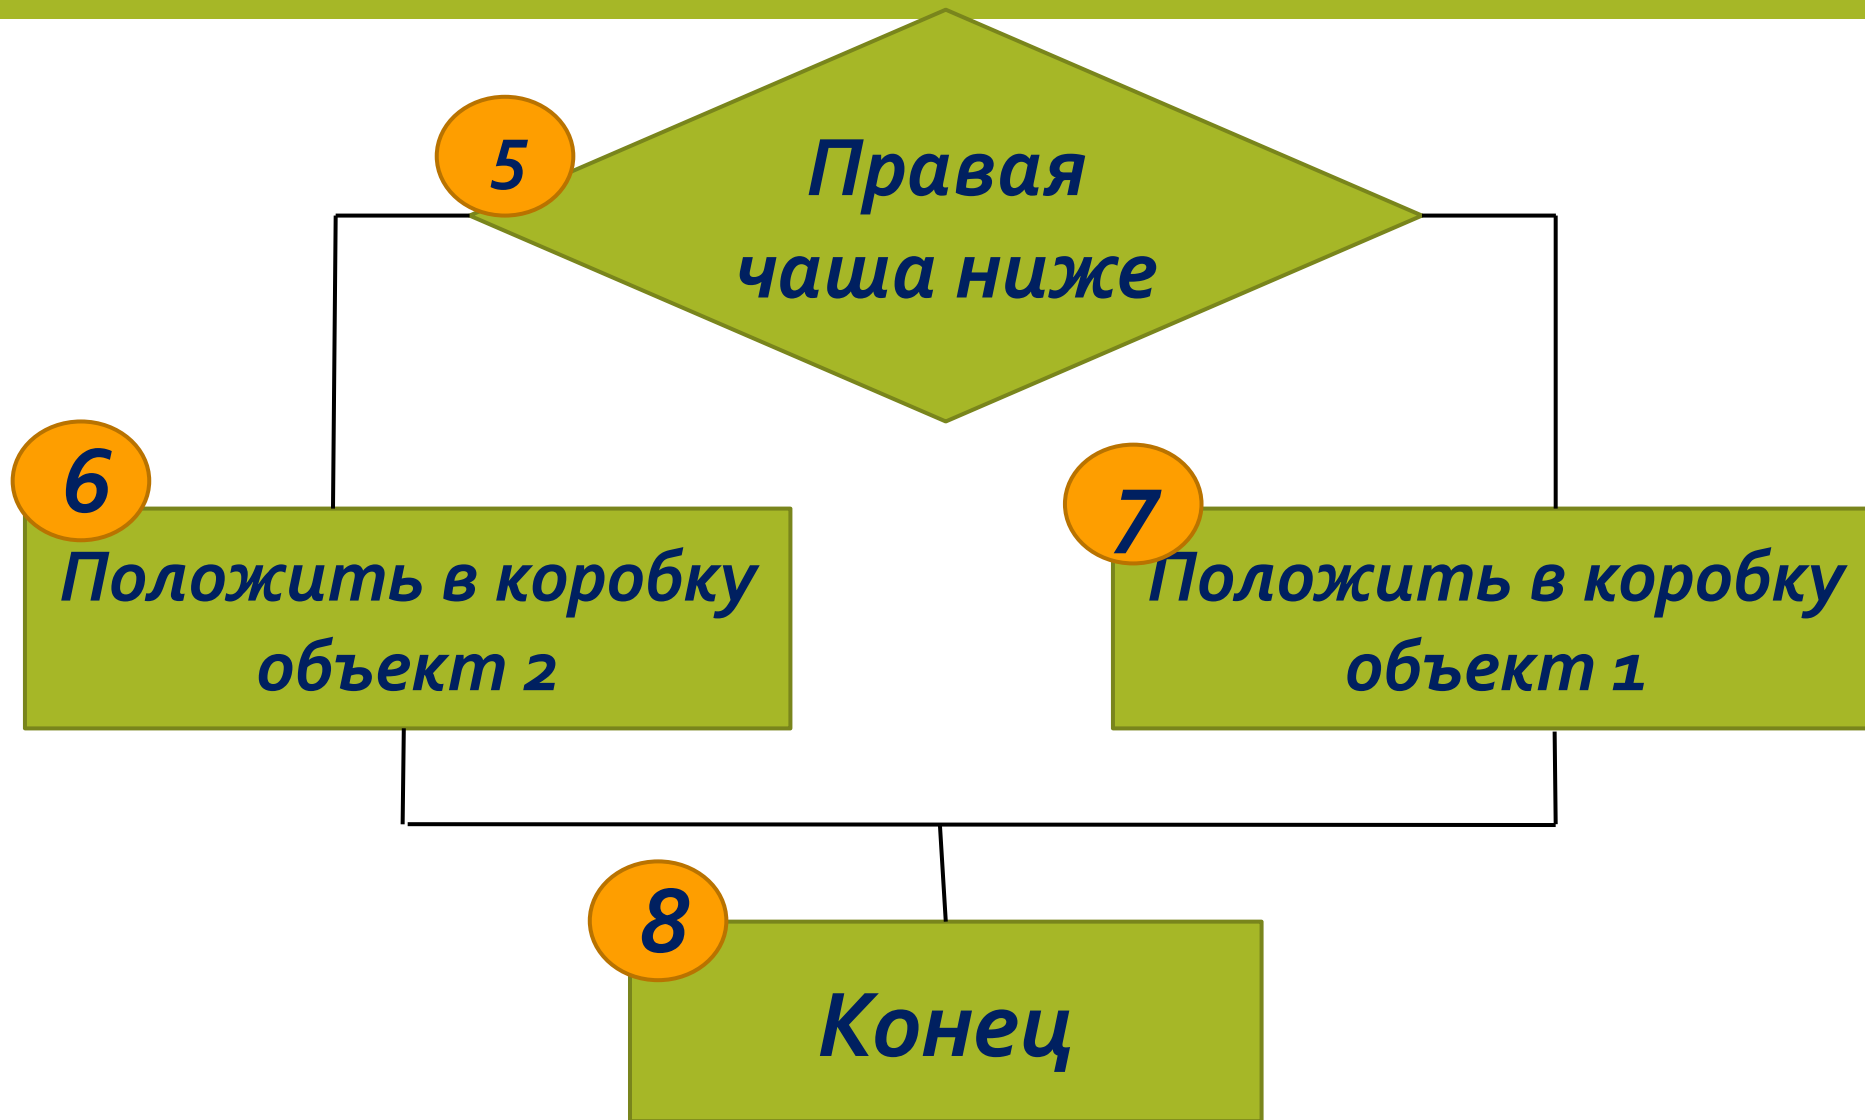 5
Правая
чаша ниже
6
Положить в коробку
объект 2
7
Положить в коробку
объект 1
8
Конец